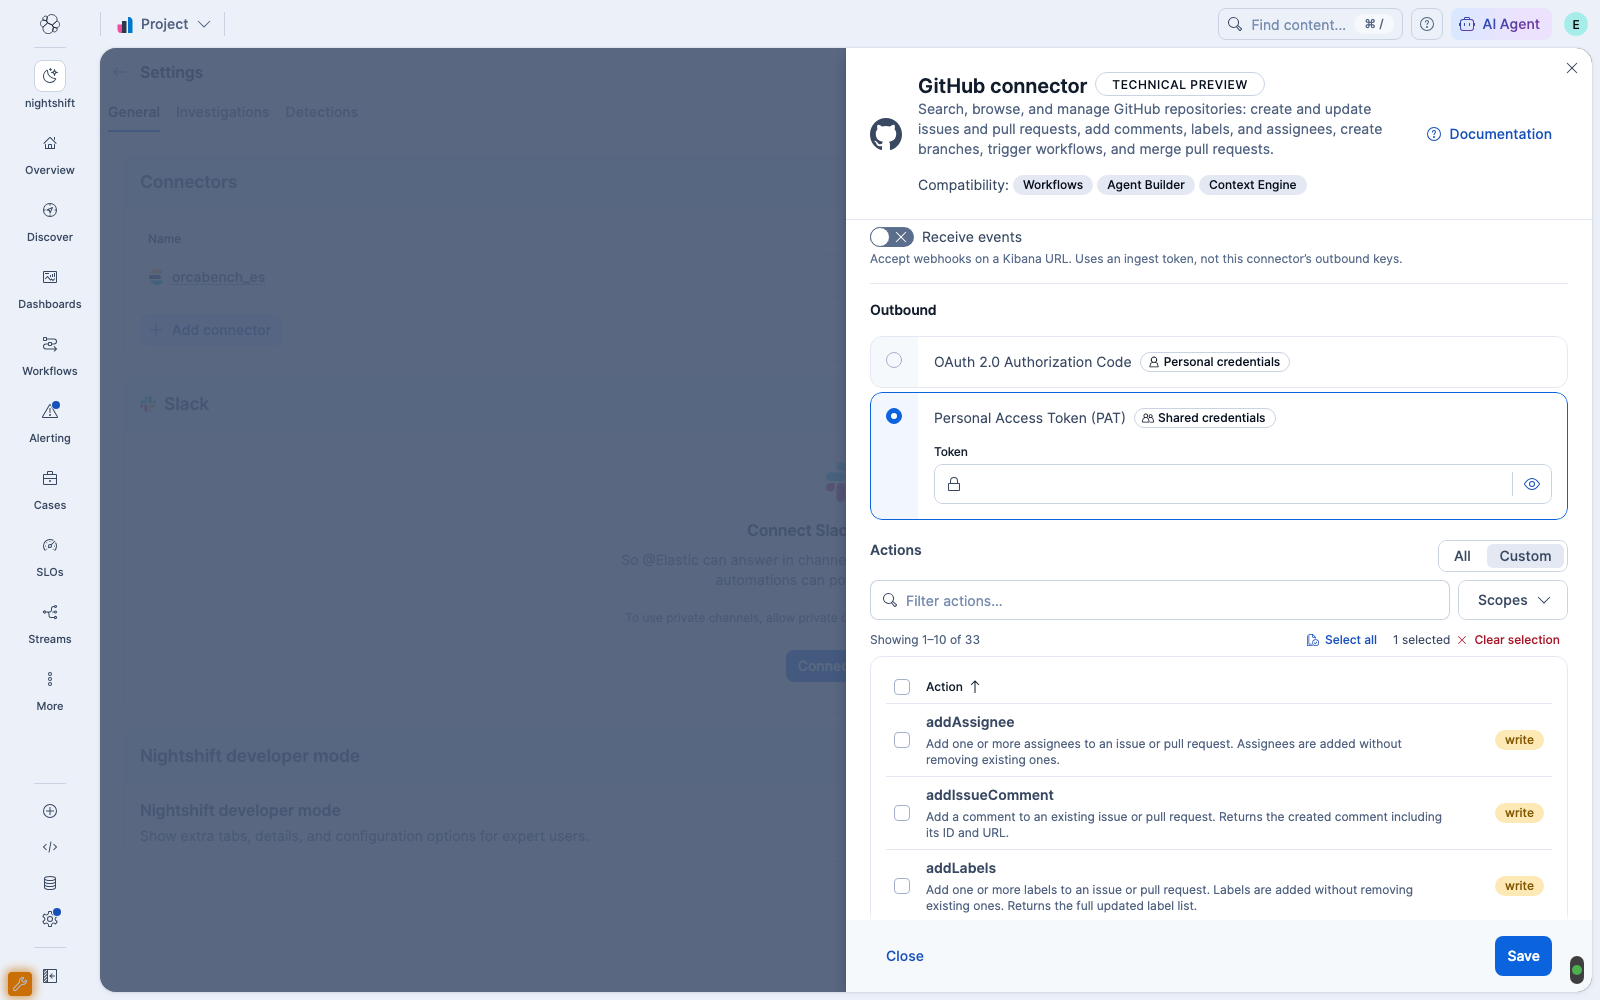 Project
Find content...
⌘ /
AI Agent
E
nightshift
Overview
Discover
Dashboards
Workflows
Alerting
Cases
SLOs
Streams
More
Settings
General
Investigations
Detections
Connectors
Name
orcabench_es
Add connector
Slack
Connect Slac
So @Elastic can answer in channe
automations can po
To use private channels, allow private c
Connec
Nightshift developer mode
Nightshift developer mode
Show extra tabs, details, and configuration options for expert users.
GitHub connector
TECHNICAL PREVIEW
Search, browse, and manage GitHub repositories: create and update
issues and pull requests, add comments, labels, and assignees, create
branches, trigger workflows, and merge pull requests.
Documentation
Compatibility:
Workflows
Agent Builder
Context Engine
Receive events
Accept webhooks on a Kibana URL. Uses an ingest token, not this connector's outbound keys.
Outbound
OAuth 2.0 Authorization Code
Personal credentials
Personal Access Token (PAT)
Shared credentials
Token
Actions
All
Custom
Filter actions...
Scopes
Showing 1–10 of 33
Select all
1 selected
Clear selection
Action
addAssignee
Add one or more assignees to an issue or pull request. Assignees are added without
removing existing ones.
write
addIssueComment
Add a comment to an existing issue or pull request. Returns the created comment including
its ID and URL.
write
addLabels
Add one or more labels to an issue or pull request. Labels are added without removing
existing ones. Returns the full updated label list.
write
Close
Save